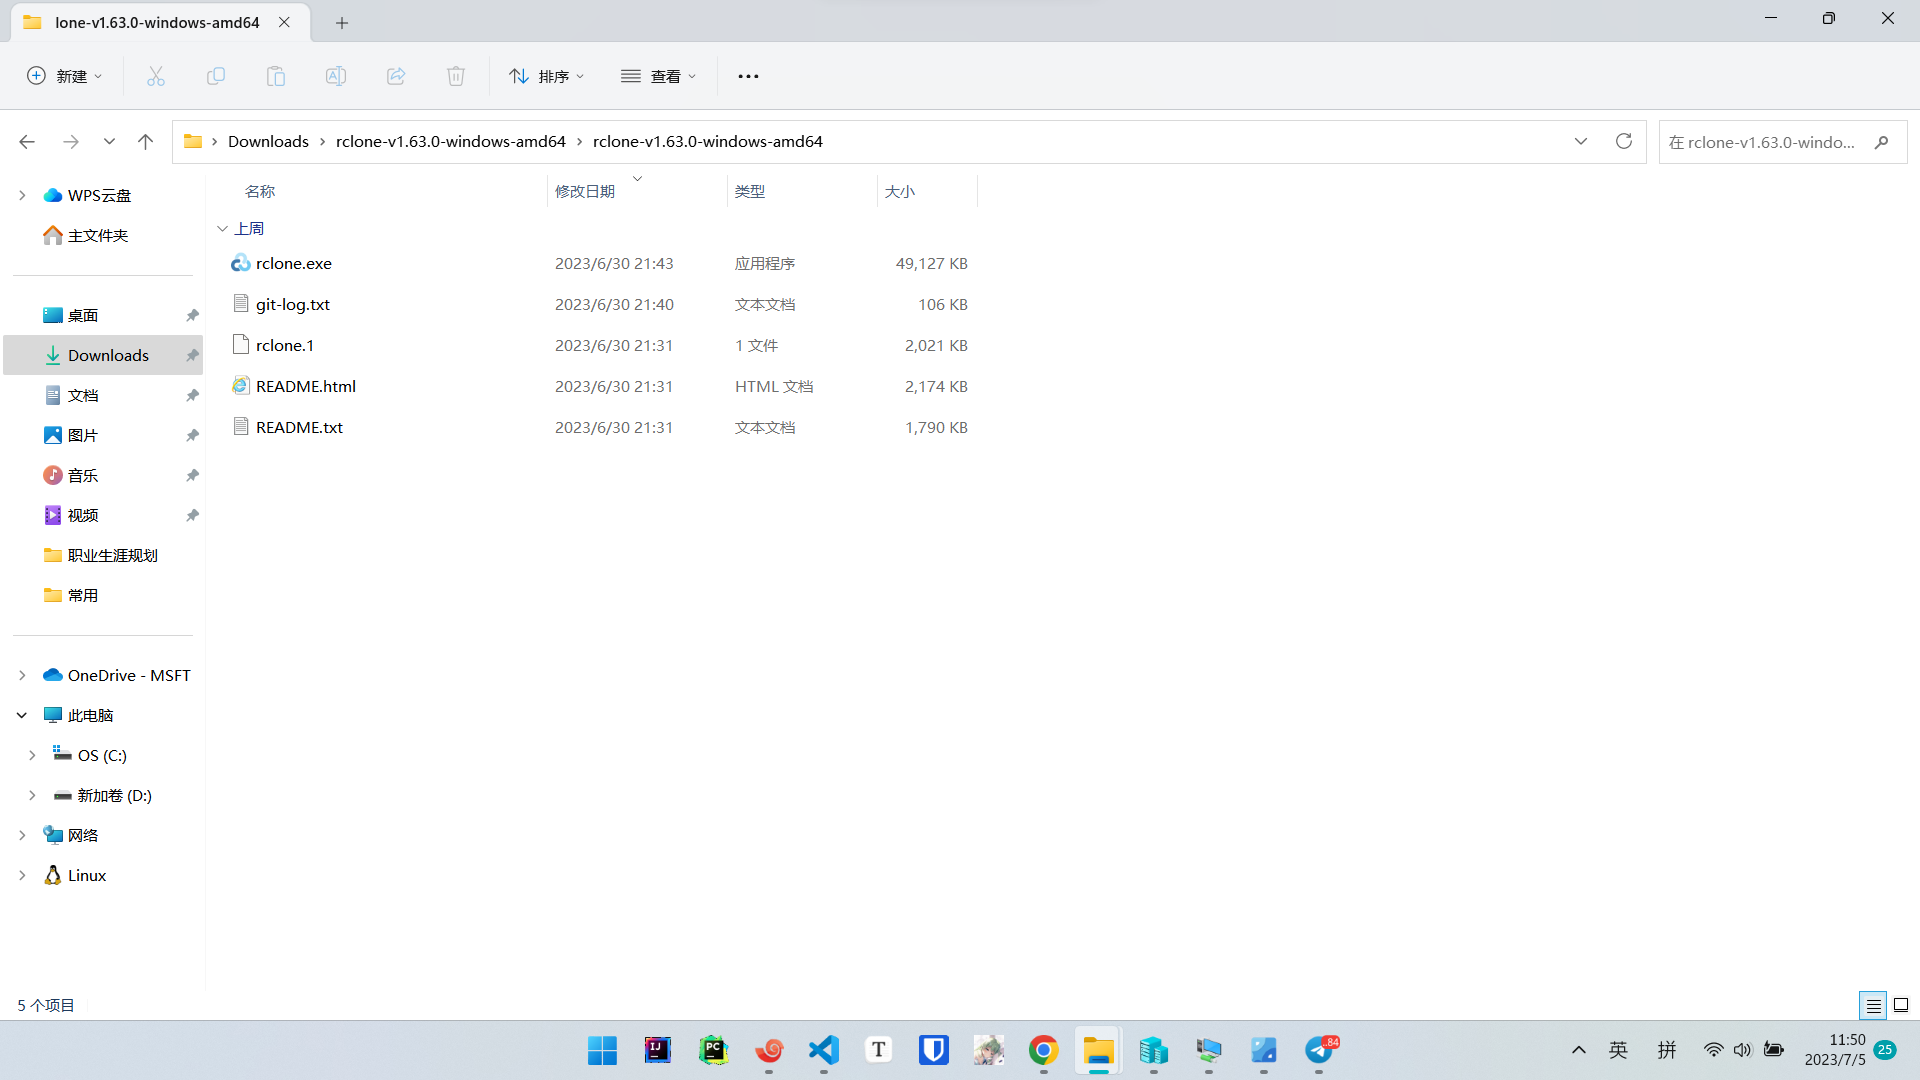 lone-v1.63.0-windows-amd64
新建
排序
查看
Downloads
rclone-v1.63.0-windows-amd64
rclone-v1.63.0-windows-amd64
在 rclone-v1.63.0-windo...
WPS云盘
主文件夹
桌面
Downloads
文档
图片
音乐
视频
职业生涯规划
常用
OneDrive - MSFT
此电脑
OS (C:)
新加卷 (D:)
网络
Linux
名称 修改日期 类型 大小
上周
rclone.exe 2023/6/30 21:43 应用程序 49,127 KB
git-log.txt 2023/6/30 21:40 文本文档 106 KB
rclone.1 2023/6/30 21:31 1 文件 2,021 KB
README.html 2023/6/30 21:31 HTML 文档 2,174 KB
README.txt 2023/6/30 21:31 文本文档 1,790 KB
5 个项目
IJ
PC
T
84
英
拼
11:50
2023/7/5
25